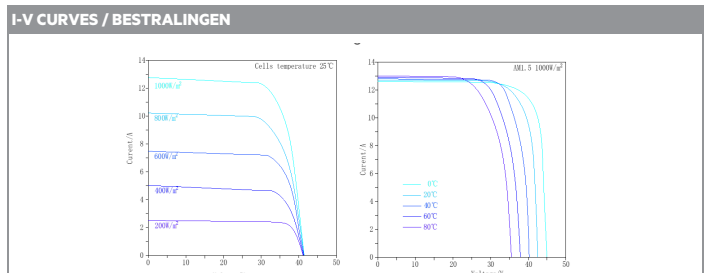 I-V CURVES / BESTRALINGEN
Cells temperature 25℃
14
12
10
8
6
4
2
0
Curent/A
1000W/m²
800W/m²
600W/m²
400W/m²
200W/m²
0 10 20 30 40 50
AM1.5 1000W/m²
14
12
10
8
6
4
2
0
Curent/A
0℃
20℃
40℃
60℃
80℃
0 10 20 30 40 50